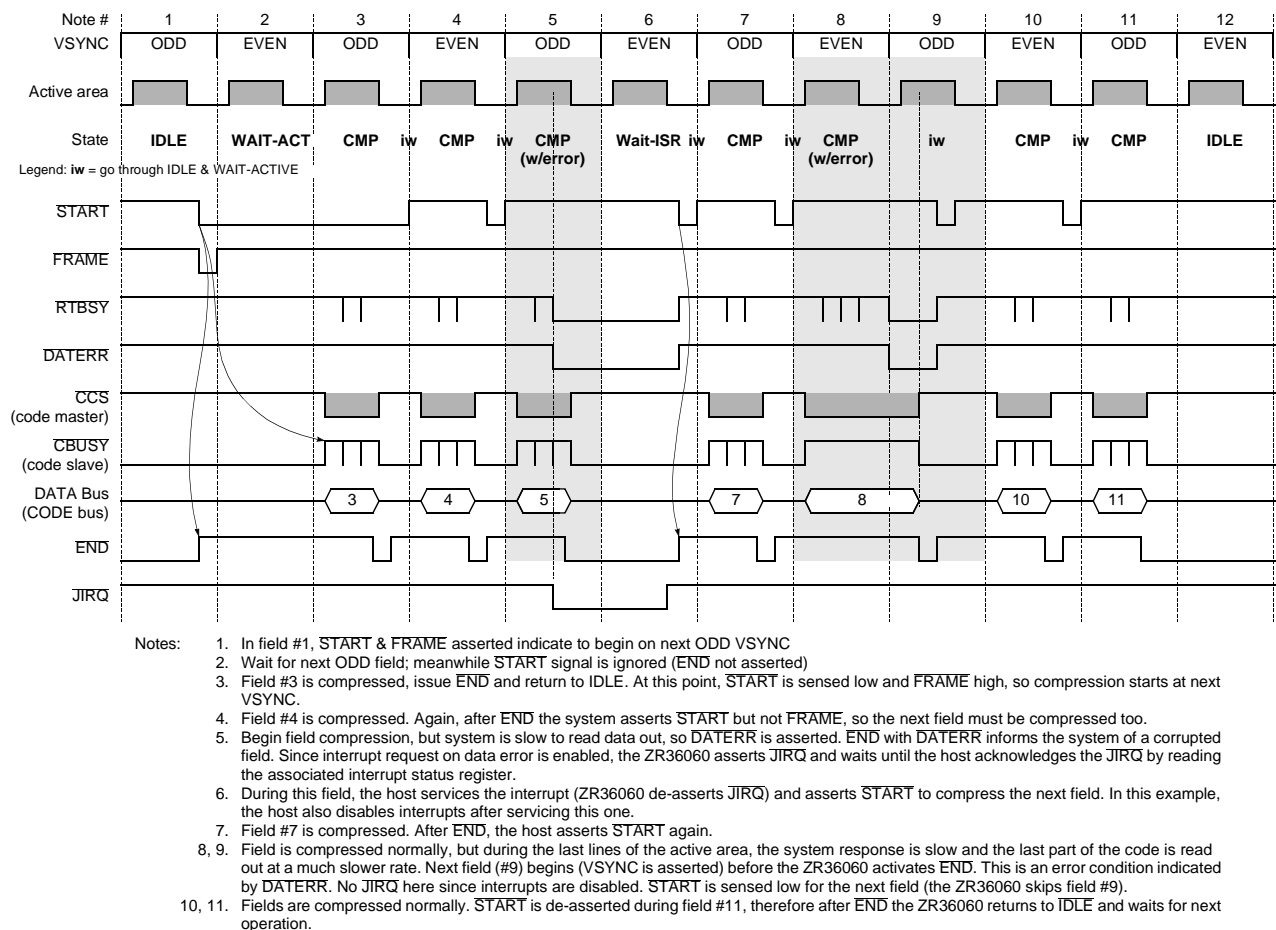 Note # 1 2 3 4 5 6 7 8 9 10 11 12
VSYNC ODD EVEN ODD EVEN ODD EVEN ODD EVEN ODD EVEN ODD EVEN
Active area
State IDLE WAIT-ACT CMP iw CMP iw CMP Wait-ISR iw CMP iw CMP iw CMP iw CMP IDLE
(w/error) (w/error)
Legend: iw = go through IDLE & WAIT-ACTIVE
START
FRAME
RTBSY
DATERR
CCS
(code master)
CBUSY
(code slave)
DATA Bus 3 4 5 7 8 10 11
(CODE bus)
END
JIRQ
Notes: 1. In field #1, START & FRAME asserted indicate to begin on next ODD VSYNC
2. Wait for next ODD field; meanwhile START signal is ignored (END not asserted)
3. Field #3 is compressed, issue END and return to IDLE. At this point, START is sensed low and FRAME high, so compression starts at next
VSYNC.
4. Field #4 is compressed. Again, after END the system asserts START but not FRAME, so the next field must be compressed too.
5. Begin field compression, but system is slow to read data out, so DATERR is asserted. END with DATERR informs the system of a corrupted
field. Since interrupt request on data error is enabled, the ZR36060 asserts JIRQ and waits until the host acknowledges the JIRQ by reading
the associated interrupt status register.
6. During this field, the host services the interrupt (ZR36060 de-asserts JIRQ) and asserts START to compress the next field. In this example,
the host also disables interrupts after servicing this one.
7. Field #7 is compressed. After END, the host asserts START again.
8, 9. Field is compressed normally, but during the last lines of the active area, the system response is slow and the last part of the code is read
out at a much slower rate. Next field (#9) begins (VSYNC is asserted) before the ZR36060 activates END. This is an error condition indicated
by DATERR. No JIRQ here since interrupts are disabled. START is sensed low for the next field (the ZR36060 skips field #9).
10, 11. Fields are compressed normally. START is de-asserted during field #11, therefore after END the ZR36060 returns to IDLE and waits for next
operation.